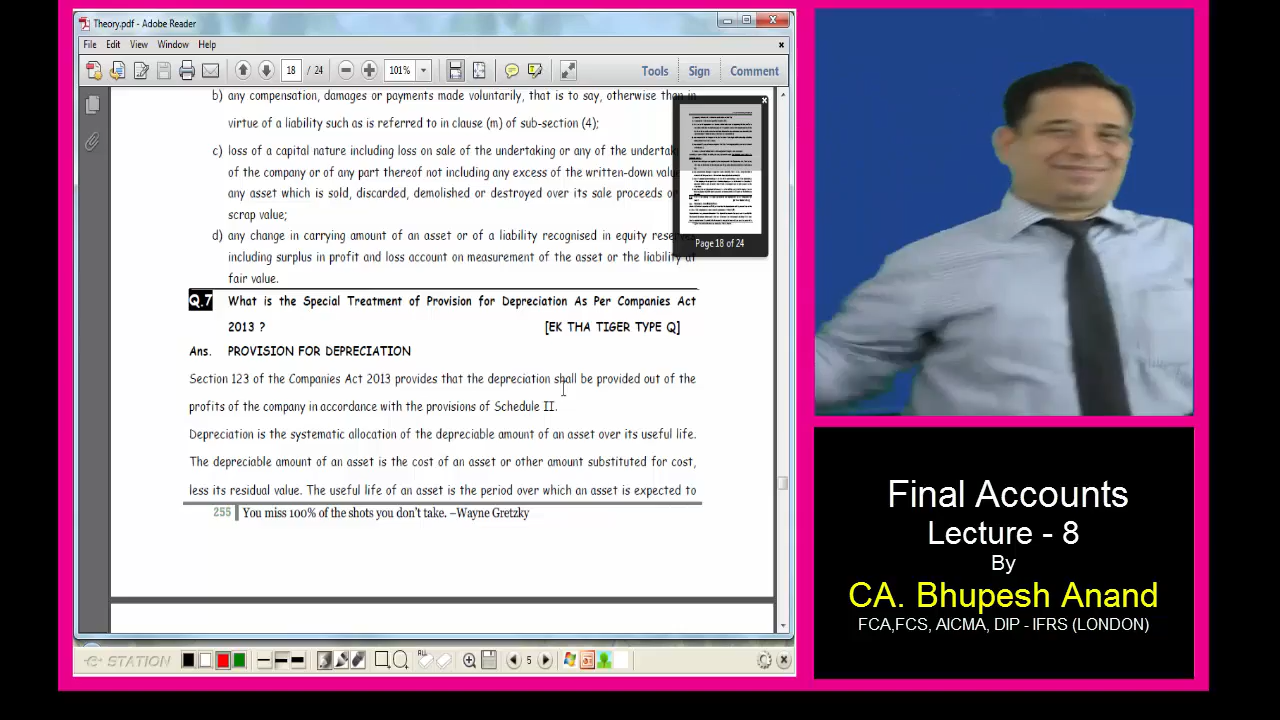 Theory.pdf - Adobe Reader
File Edit View Window Help
18 / 24 101% Tools Sign Comment
b) any compensation, damages or payments made voluntarily, that is to say, otherwise than in
virtue of a liability such as is referred to in clause (m) of sub-section (4);
c) loss of a capital nature including loss on sale of the undertaking or any of the
of the company or of any part thereof not including any excess of the written-down
any asset which is sold, discarded, demolished or destroyed over its sale proceeds
scrap value;
d) any change in carrying amount of an asset or of a liability recognised in equity
including surplus in profit and loss account on measurement of the asset or the liability at
fair value.
Page 18 of 24
Q.7 What is the Special Treatment of Provision for Depreciation As Per Companies Act
2013 ? [EK THA TIGER TYPE Q]
Ans. PROVISION FOR DEPRECIATION
Section 123 of the Companies Act 2013 provides that the depreciation shall be provided out of the
profits of the company in accordance with the provisions of Schedule II.
Depreciation is the systematic allocation of the depreciable amount of an asset over its useful life.
The depreciable amount of an asset is the cost of an asset or other amount substituted for cost,
less its residual value. The useful life of an asset is the period over which an asset is expected to
255 You miss 100% of the shots you don't take. –Wayne Gretzky
e-STATION 5
Final Accounts
Lecture - 8
By
CA. Bhupesh Anand
FCA,FCS, AICMA, DIP - IFRS (LONDON)